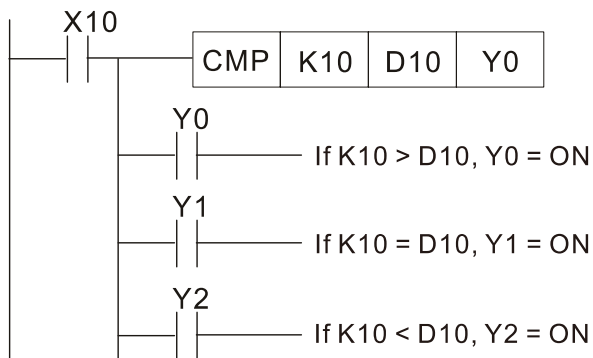 X10
CMP K10 D10 Y0
Y0
If K10 > D10, Y0 = ON
Y1
If K10 = D10, Y1 = ON
Y2
If K10 < D10, Y2 = ON